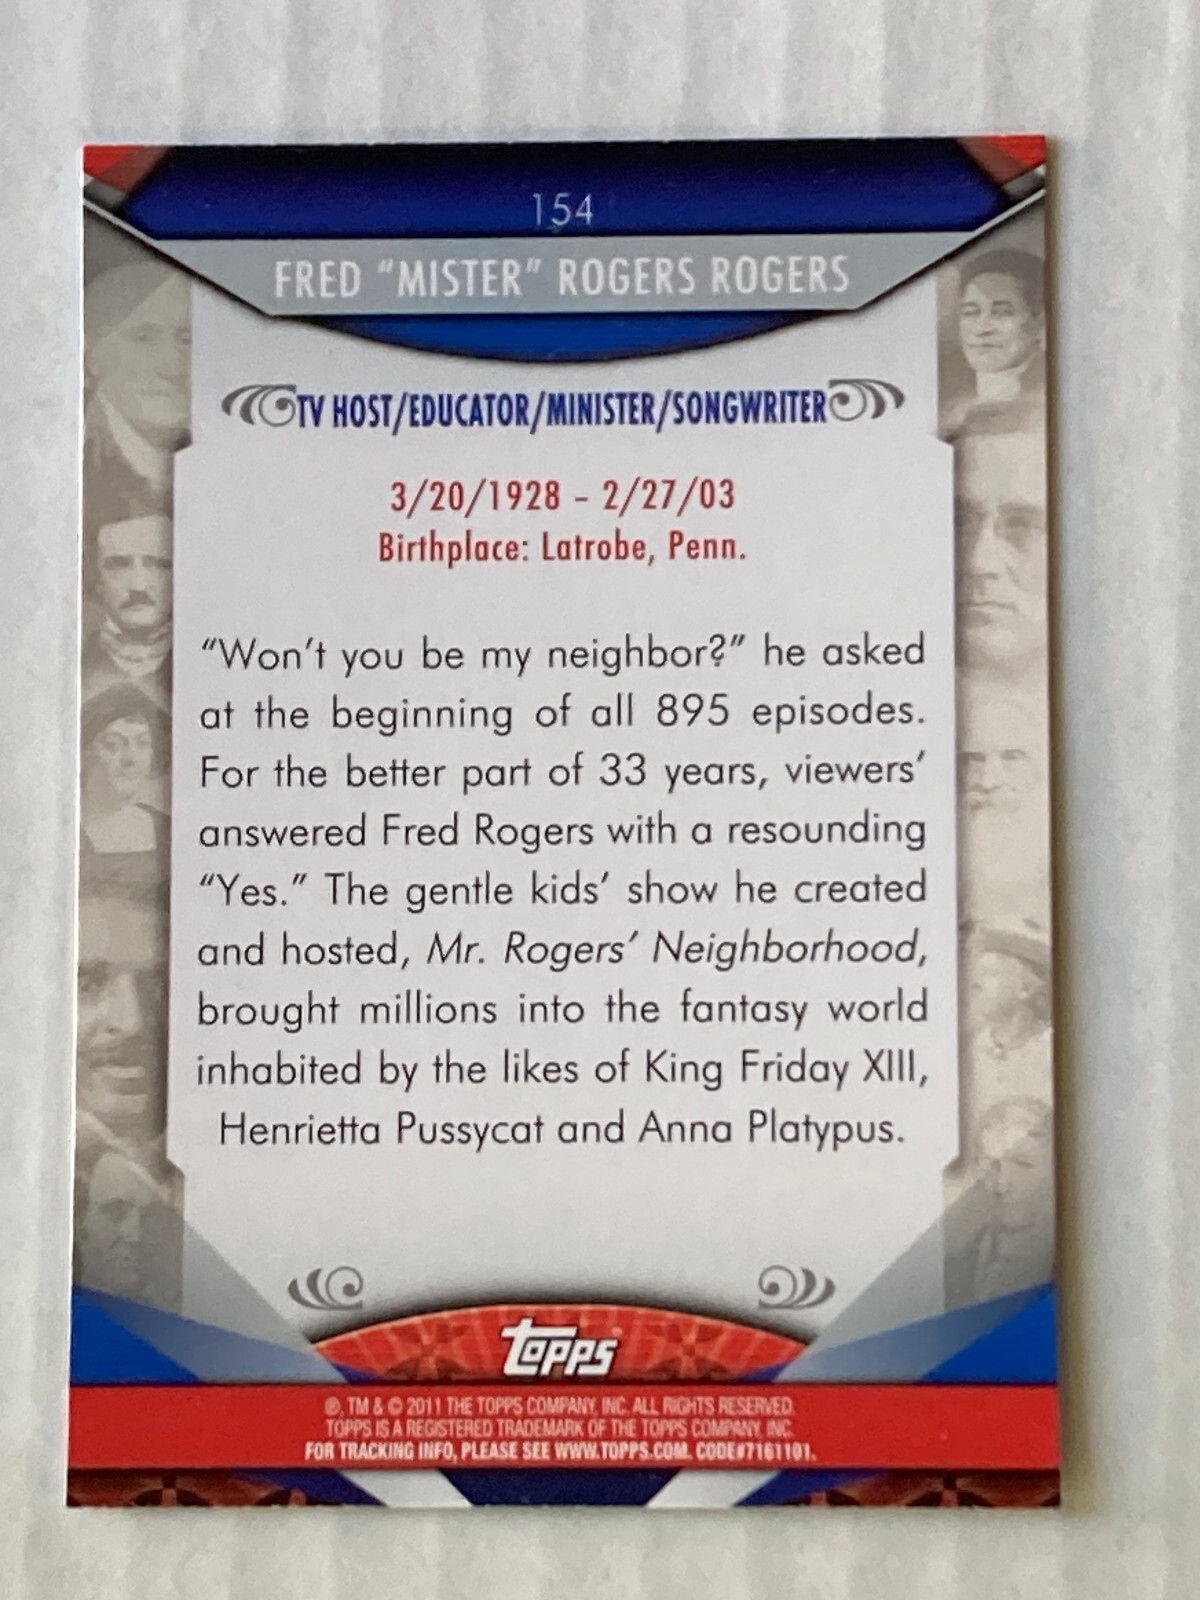 154
FRED "MISTER" ROGERS ROGERS
TV HOST/EDUCATOR/MINISTER/SONGWRITER
3/20/1928 - 2/27/03
Birthplace: Latrobe, Penn.
"Won't you be my neighbor?" he asked
at the beginning of all 895 episodes.
For the better part of 33 years, viewers'
answered Fred Rogers with a resounding
"Yes." The gentle kids' show he created
and hosted, Mr. Rogers' Neighborhood,
brought millions into the fantasy world
inhabited by the likes of King Friday XIII,
Henrietta Pussycat and Anna Platypus.
topps
®, TM & © 2011 THE TOPPS COMPANY, INC. ALL RIGHTS RESERVED.
TOPPS IS A REGISTERED TRADEMARK OF THE TOPPS COMPANY, INC.
FOR TRACKING INFO, PLEASE SEE WWW.TOPPS.COM. CODE#7161101.